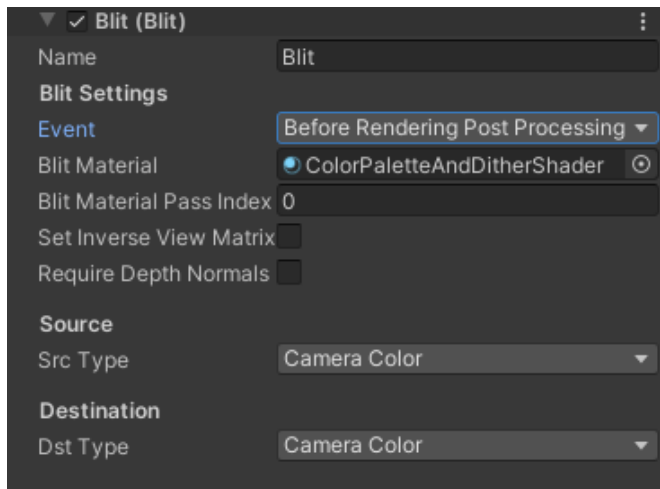 Blit (Blit)
Name Blit
Blit Settings
Event Before Rendering Post Processing
Blit Material ColorPaletteAndDitherShader
Blit Material Pass Index 0
Set Inverse View Matrix
Require Depth Normals
Source
Src Type Camera Color
Destination
Dst Type Camera Color